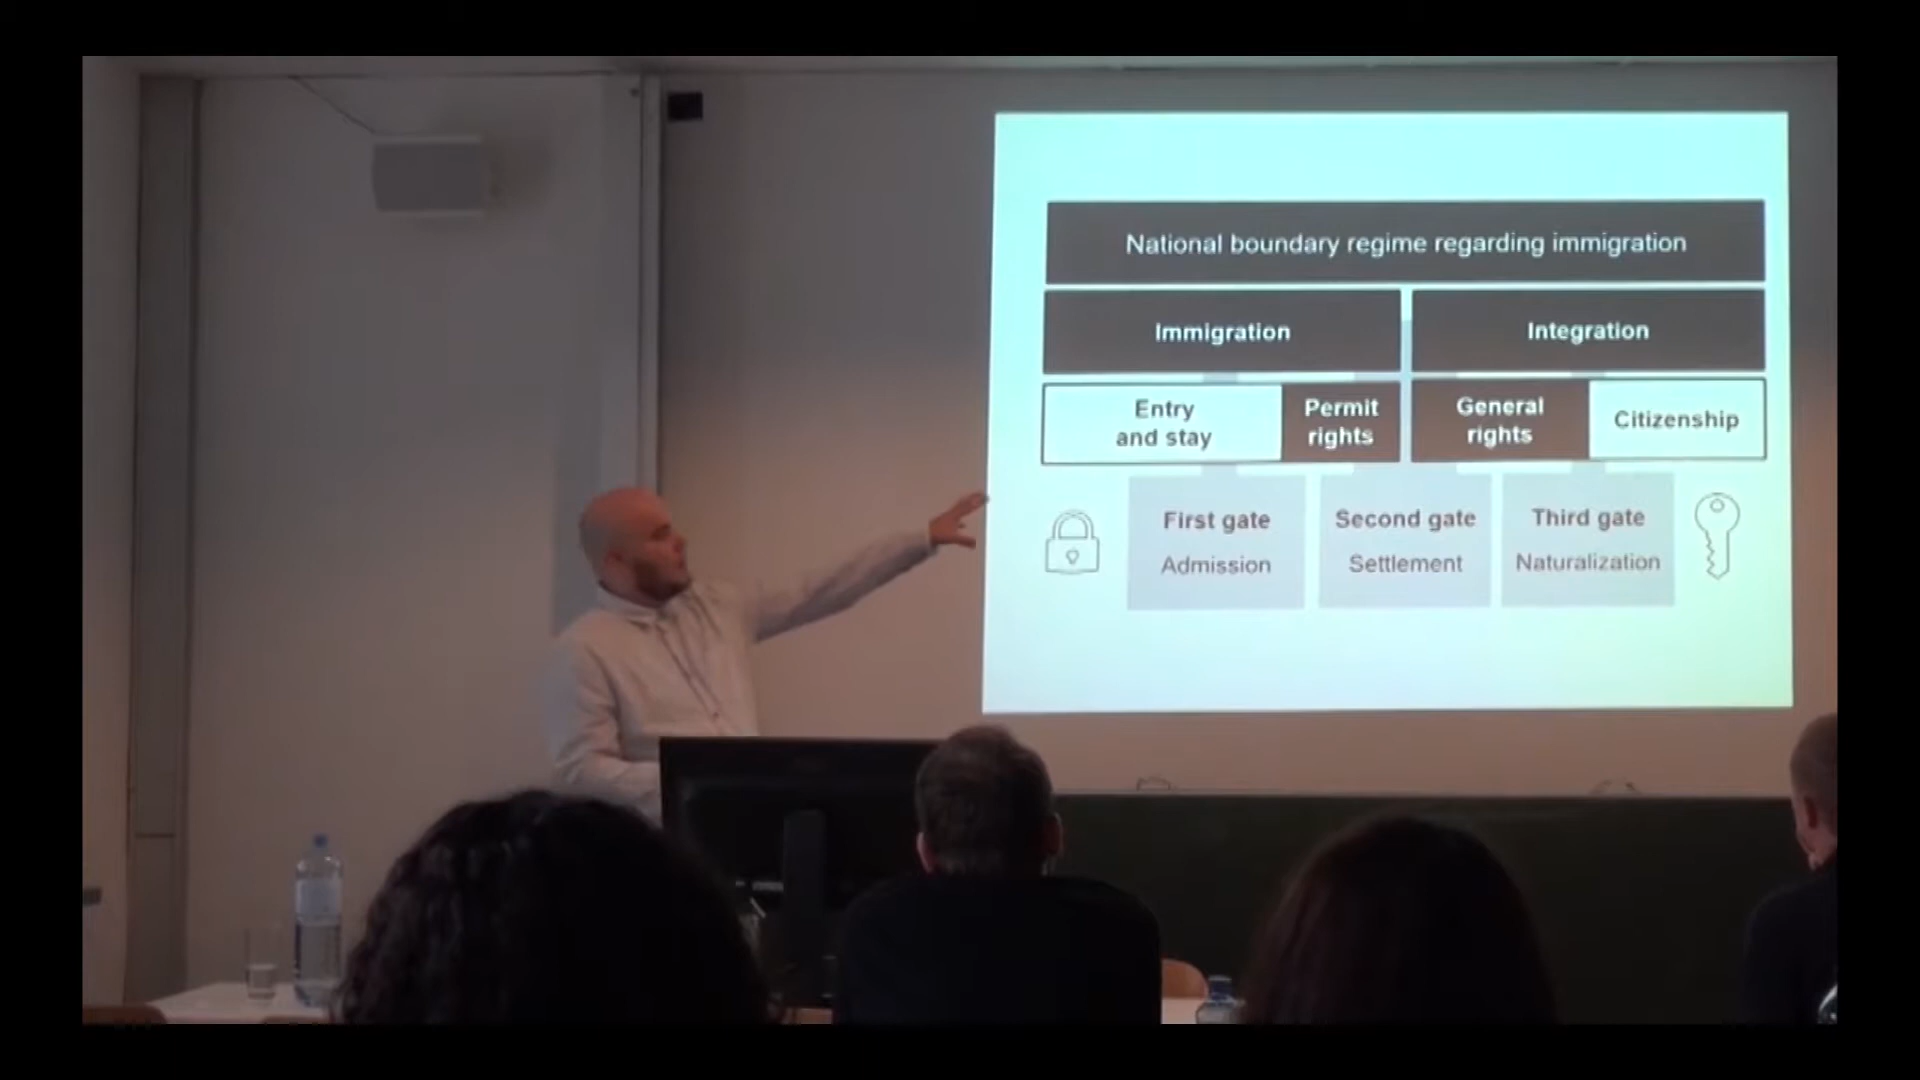 National boundary regime regarding immigration
Immigration
Integration
Entry
and stay
Permit
rights
General
rights
Citizenship
First gate
Admission
Second gate
Settlement
Third gate
Naturalization